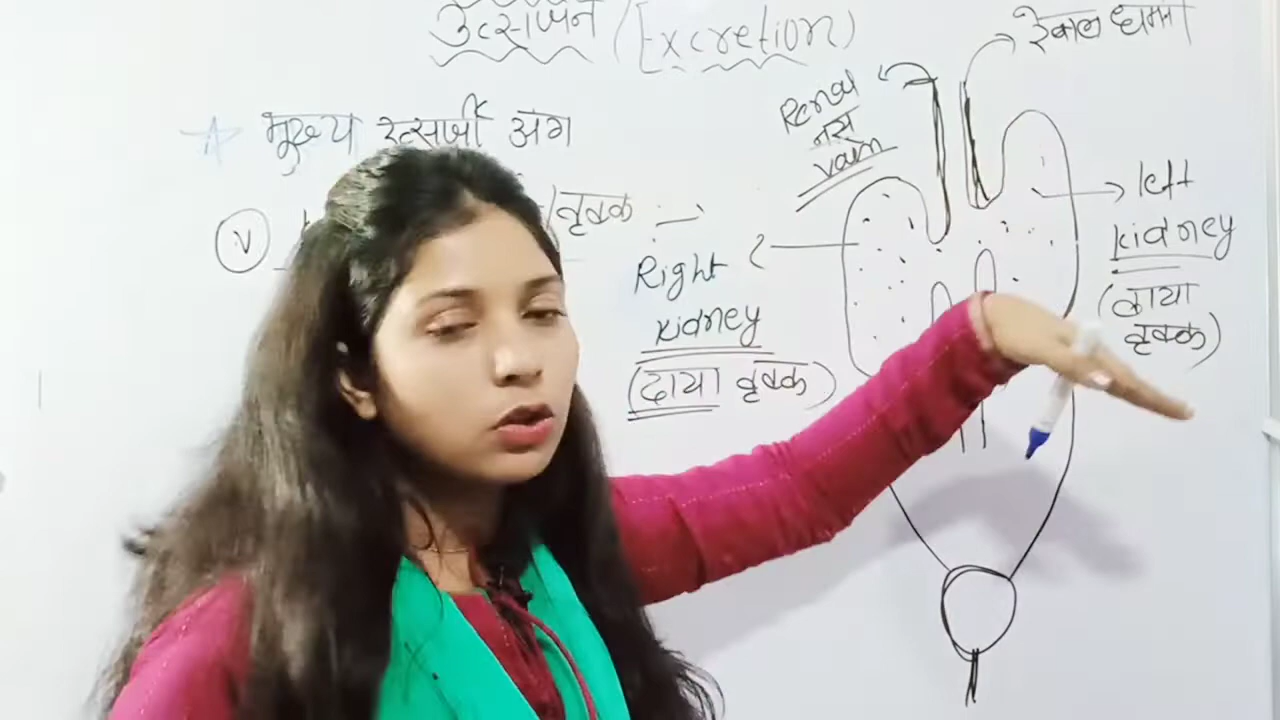 उत्सर्जन (Excretion)
मुख्य उत्सर्जी अंग
V
/वृक्क :-
Right
kidney
(दाया वृक्क)
Renal
नस
vain
रेनल धमनी
left
kidney
(बाया
वृक्क)